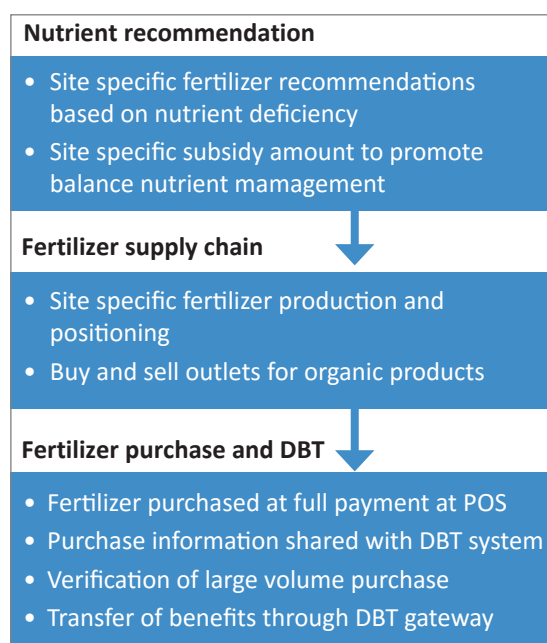 Nutrient recommendation
• Site specific fertilizer recommendations
based on nutrient deficiency
• Site specific subsidy amount to promote
balance nutrient mamagement
Fertilizer supply chain
• Site specific fertilizer production and
positioning
• Buy and sell outlets for organic products
Fertilizer purchase and DBT
• Fertilizer purchased at full payment at POS
• Purchase information shared with DBT system
• Verification of large volume purchase
• Transfer of benefits through DBT gateway